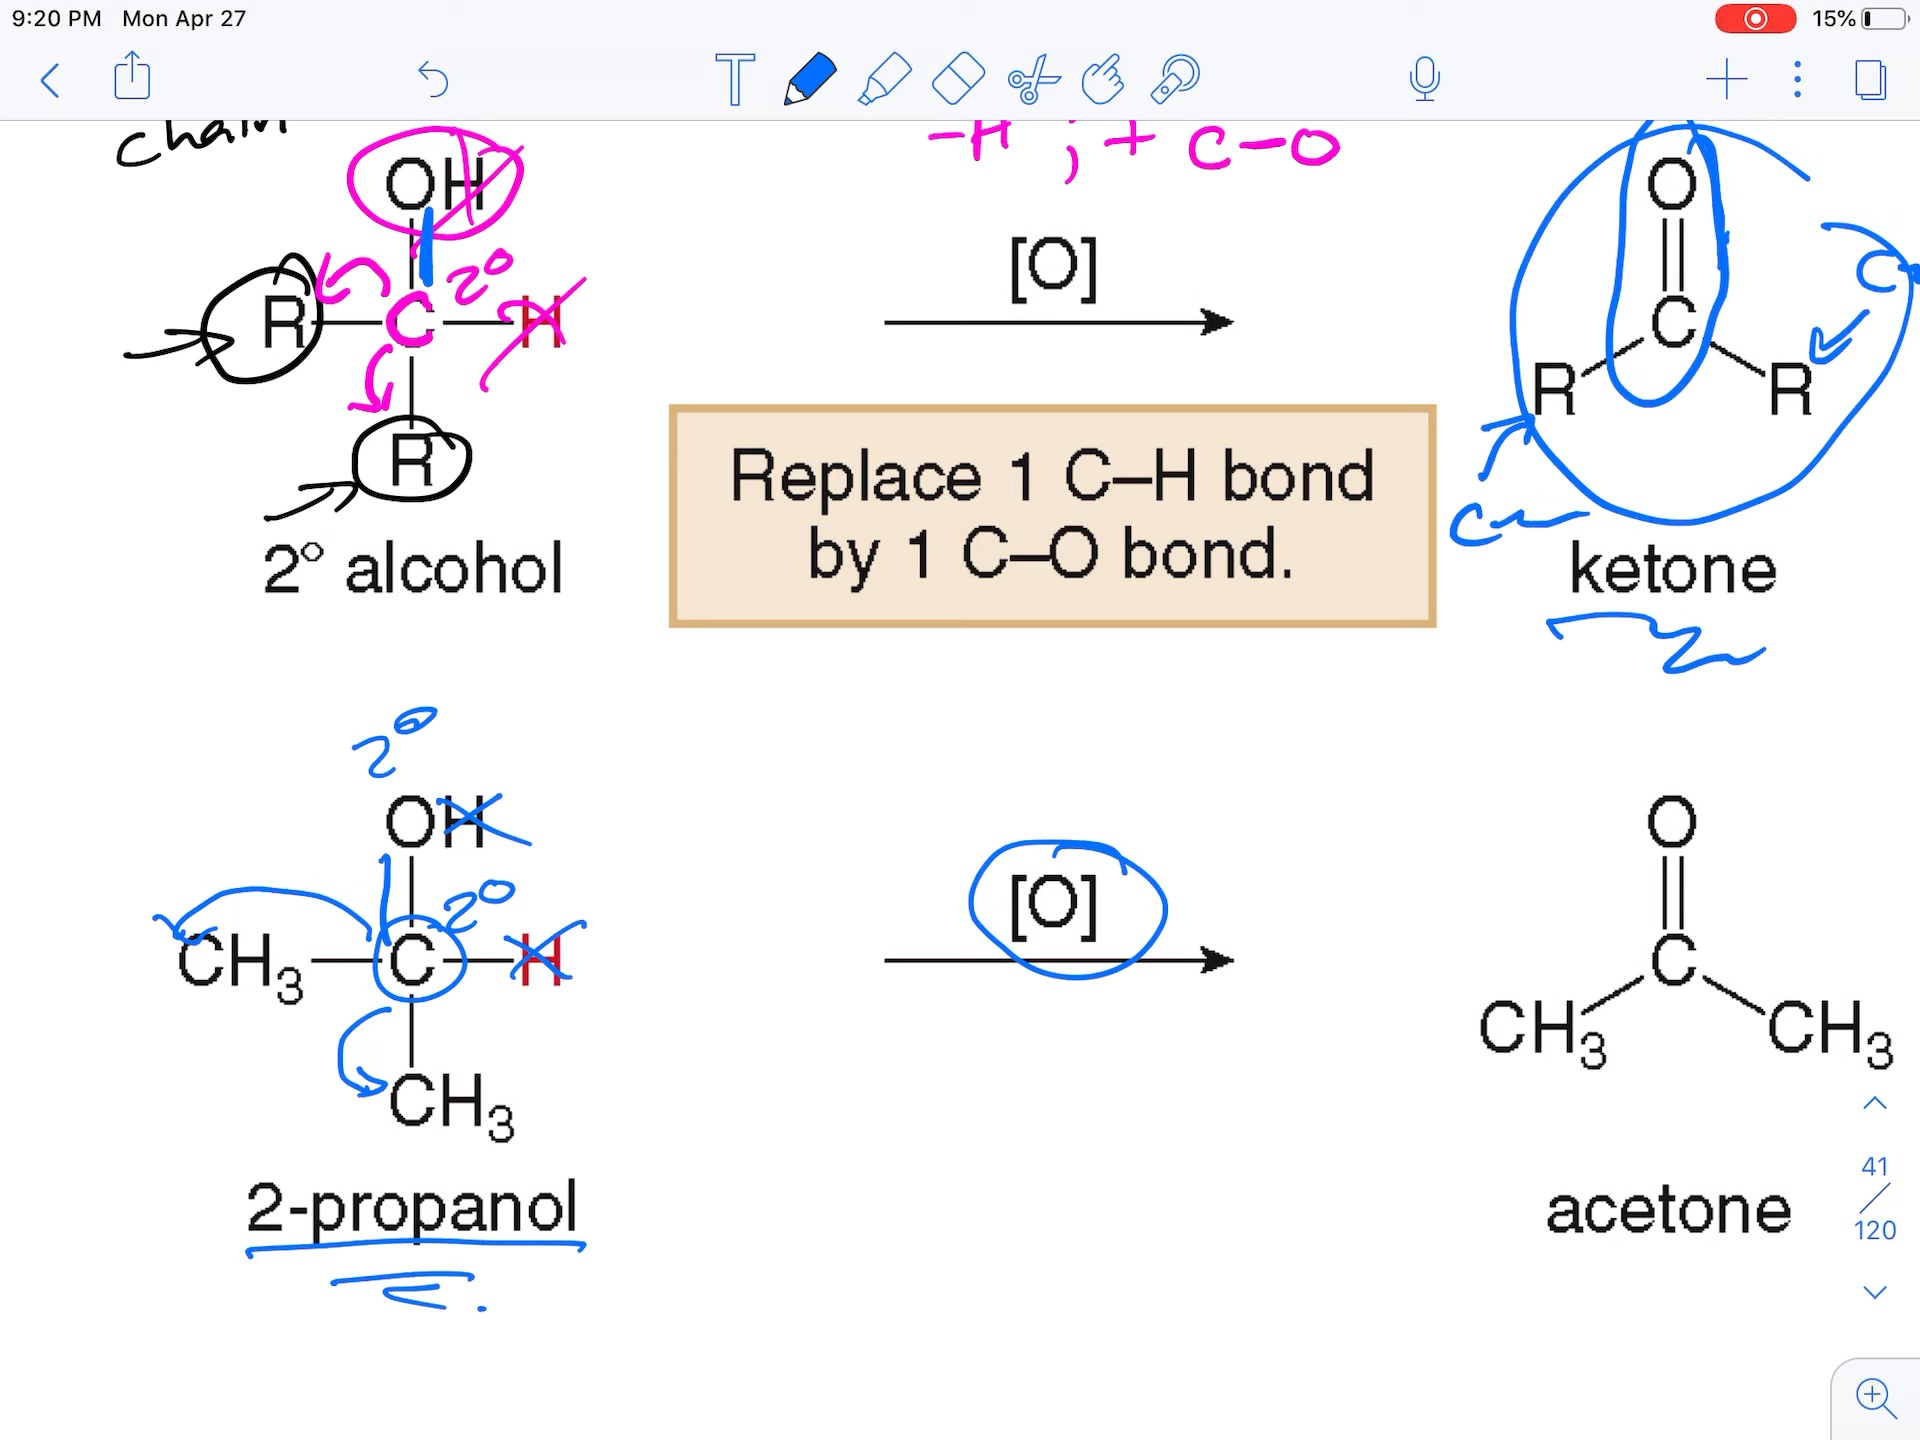 9:20 PM Mon Apr 27
15%
chain
-H ; + C-O
OH
2°
R C H
R
2° alcohol
[O]
Replace 1 C–H bond
by 1 C–O bond.
O
C
R R
C
C
ketone
2°
OH
2°
CH3 C H
CH3
2-propanol
[O]
O
C
CH3 CH3
acetone
41
/
120